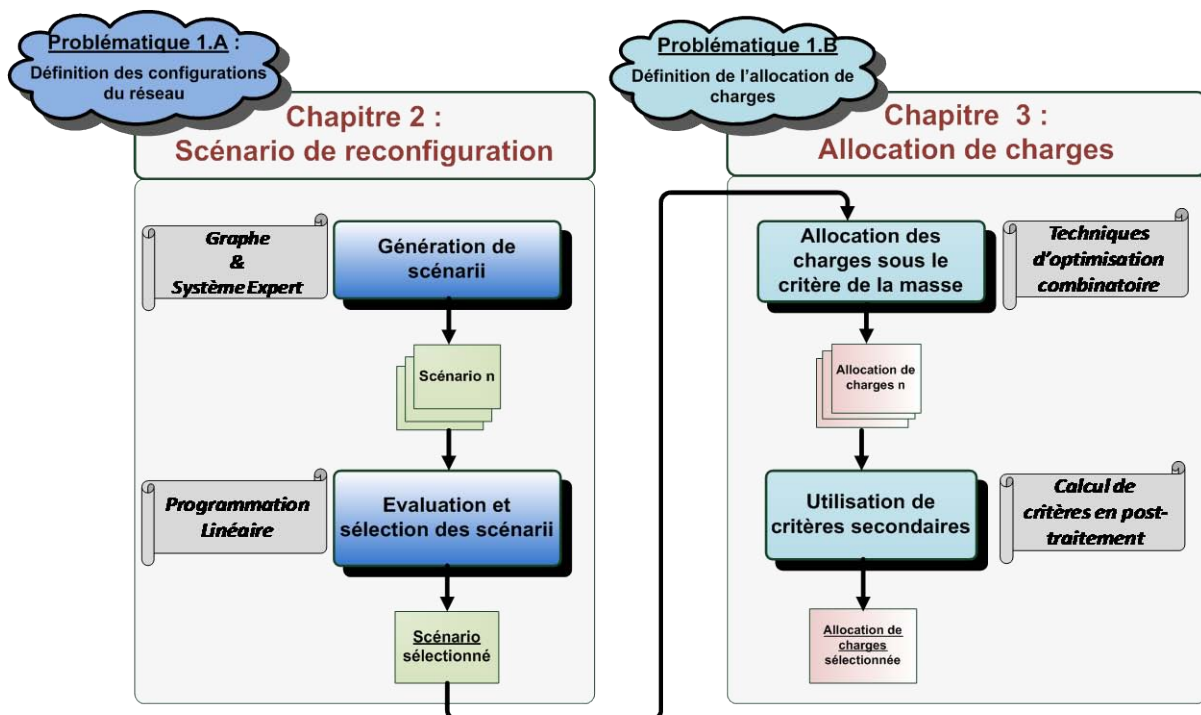 Problématique 1.A :
Définition des configurations
du réseau
Chapitre 2 :
Scénario de reconfiguration
Graphe
&
Système Expert
Génération de
scénarii
Scénario n
Programmation
Linéaire
Evaluation et
sélection des scénarii
Scénario
sélectionné
Problématique 1.B
Définition de l'allocation de
charges
Chapitre 3 :
Allocation de charges
Allocation des
charges sous le
critère de la masse
Techniques
d'optimisation
combinatoire
Allocation de
charges n
Utilisation de
critères secondaires
Calcul de
critères en post-
traitement
Allocation de
charges
sélectionnée